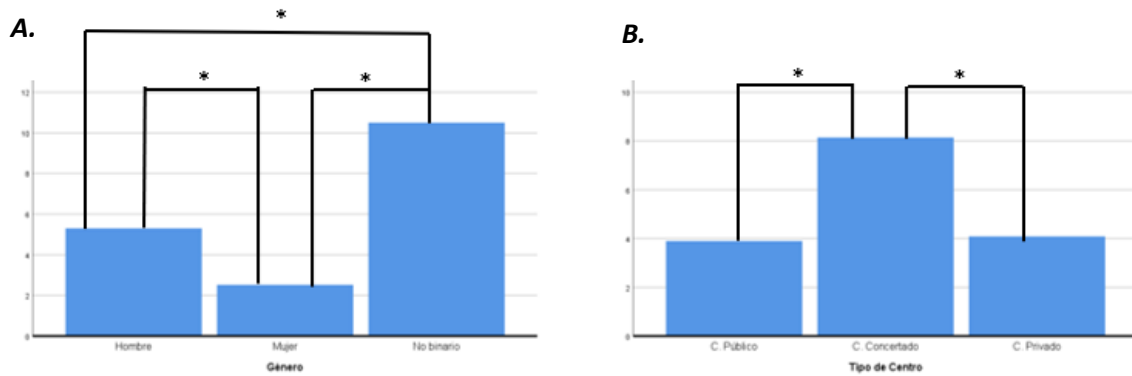 A.
*
*
*
12
10
8
6
4
2
0
Hombre
Mujer
No binario
Género
B.
*
*
10
8
6
4
2
0
C. Público
C. Concertado
C. Privado
Tipo de Centro